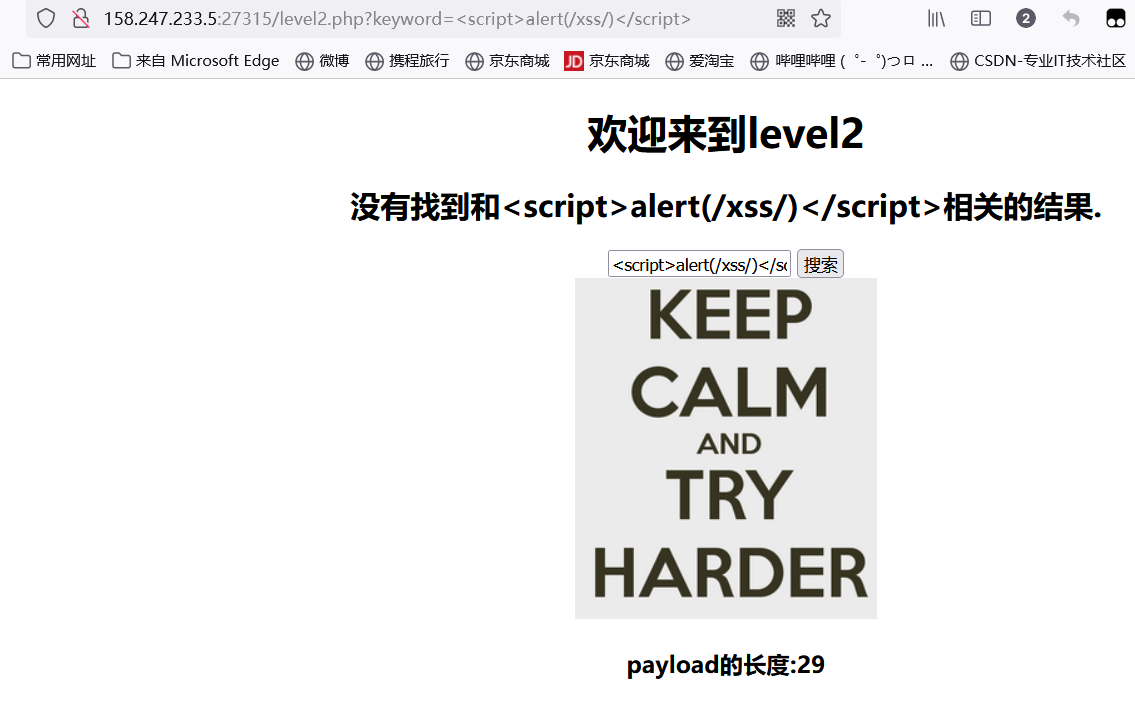 158.247.233.5:27315/level2.php?keyword=<script>alert(/xss/)</script>
2
常用网址 来自 Microsoft Edge 微博 携程旅行 京东商城 JD 京东商城 爱淘宝 哔哩哔哩 ( ゜- ゜)つロ ... CSDN-专业IT技术社区
欢迎来到level2
没有找到和<script>alert(/xss/)</script>相关的结果.
<script>alert(/xss/)</sc 搜索
KEEP
CALM
AND
TRY
HARDER
payload的长度:29